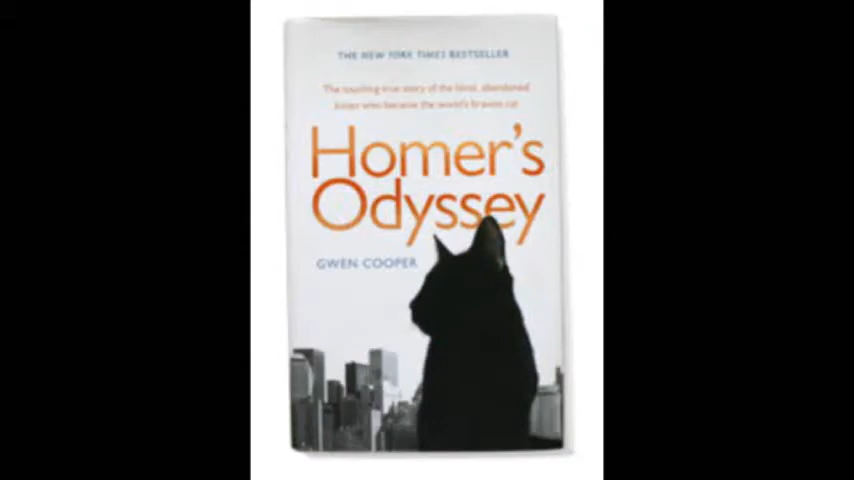 THE NEW YORK TIMES BESTSELLER
The touching true story of the blind, abandoned
kitten who became the world's bravest cat
Homer's
Odyssey
GWEN COOPER